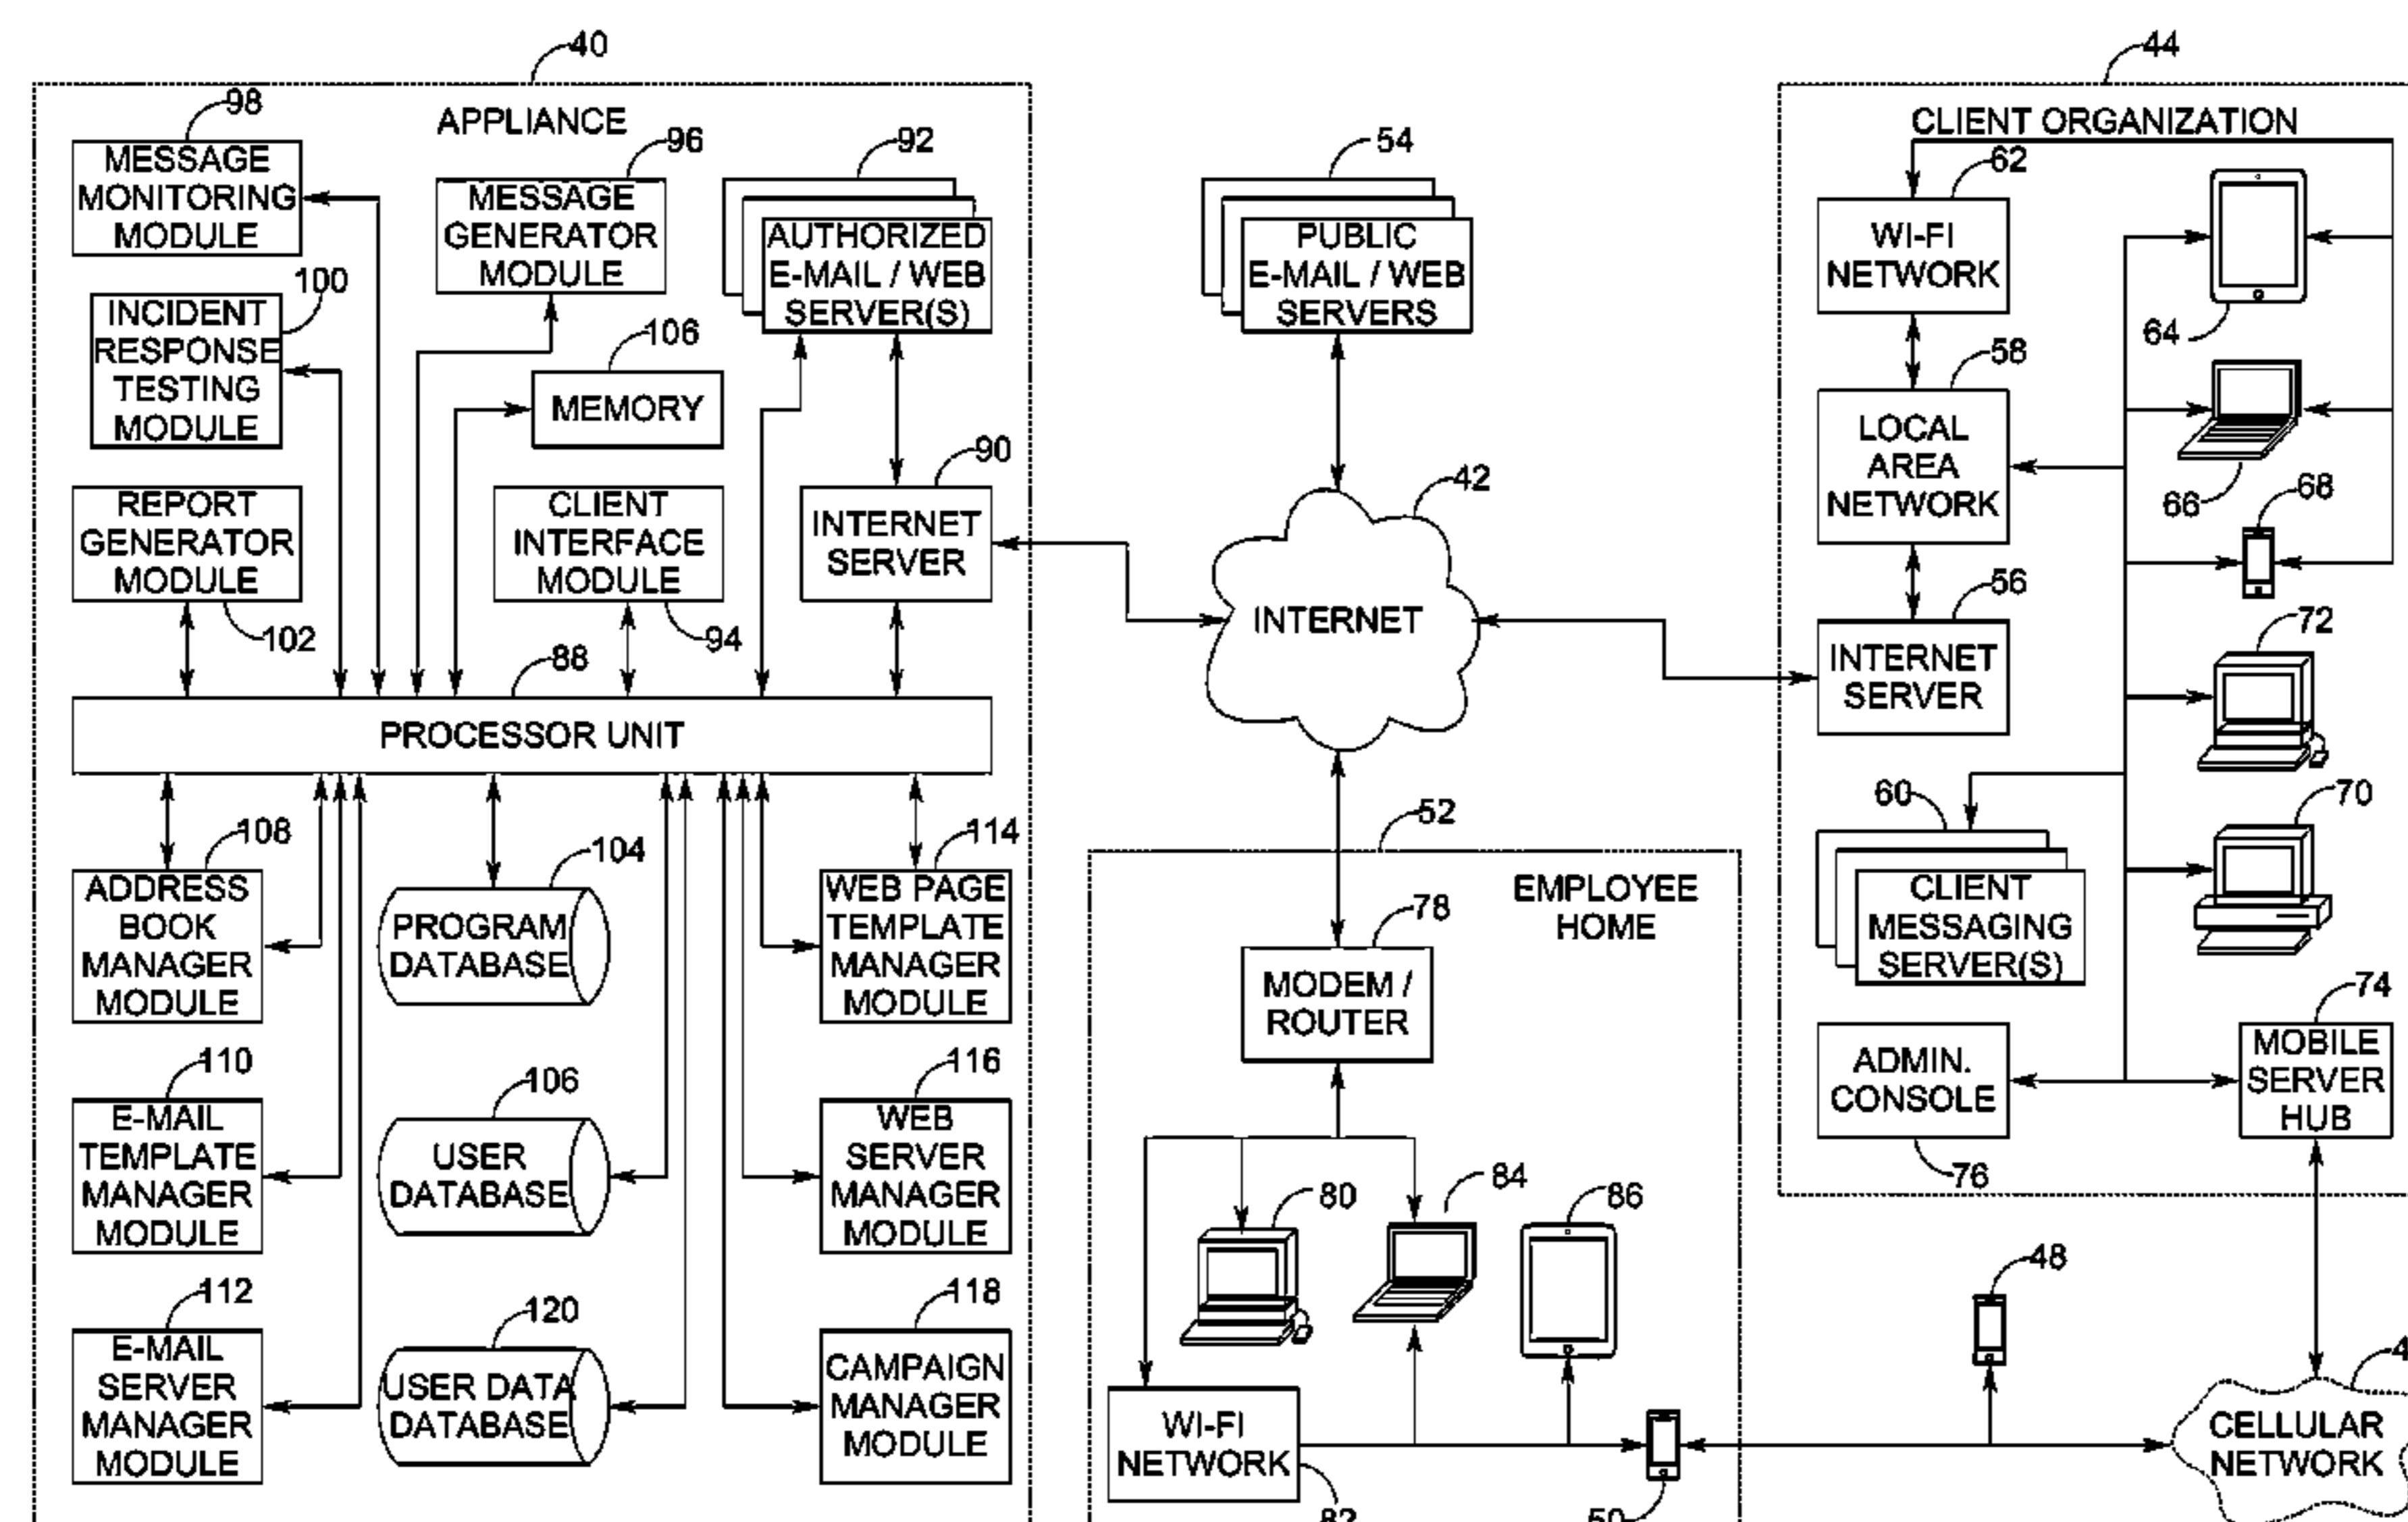 40
APPLIANCE
98
MESSAGE
MONITORING
MODULE
96
MESSAGE
GENERATOR
MODULE
92
AUTHORIZED
E-MAIL / WEB
SERVER(S)
100
INCIDENT
RESPONSE
TESTING
MODULE
106
MEMORY
90
INTERNET
SERVER
REPORT
GENERATOR
MODULE
102
CLIENT
INTERFACE
MODULE
94
88
PROCESSOR UNIT
108
ADDRESS
BOOK
MANAGER
MODULE
104
PROGRAM
DATABASE
114
WEB PAGE
TEMPLATE
MANAGER
MODULE
110
E-MAIL
TEMPLATE
MANAGER
MODULE
106
USER
DATABASE
116
WEB
SERVER
MANAGER
MODULE
112
E-MAIL
SERVER
MANAGER
MODULE
120
USER DATA
DATABASE
118
CAMPAIGN
MANAGER
MODULE
54
PUBLIC
E-MAIL / WEB
SERVERS
42
INTERNET
52
EMPLOYEE
HOME
78
MODEM /
ROUTER
80
84
86
WI-FI
NETWORK
82
50
44
CLIENT ORGANIZATION
62
WI-FI
NETWORK
64
58
LOCAL
AREA
NETWORK
66
68
56
INTERNET
SERVER
72
60
CLIENT
MESSAGING
SERVER(S)
70
74
MOBILE
SERVER
HUB
ADMIN.
CONSOLE
76
48
CELLULAR
NETWORK